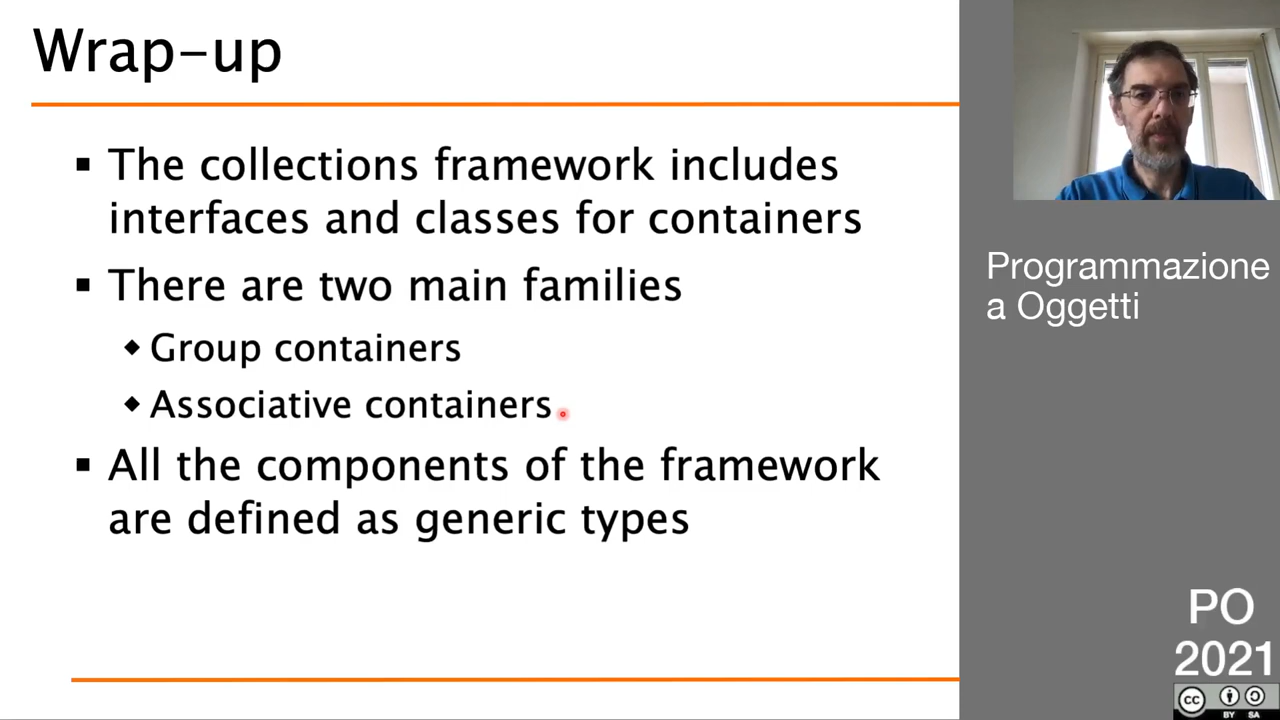 Wrap-up
▪ The collections framework includes
interfaces and classes for containers
▪ There are two main families
◆ Group containers
◆ Associative containers
▪ All the components of the framework
are defined as generic types
Programmazione
a Oggetti
PO
2021
CC
BY SA